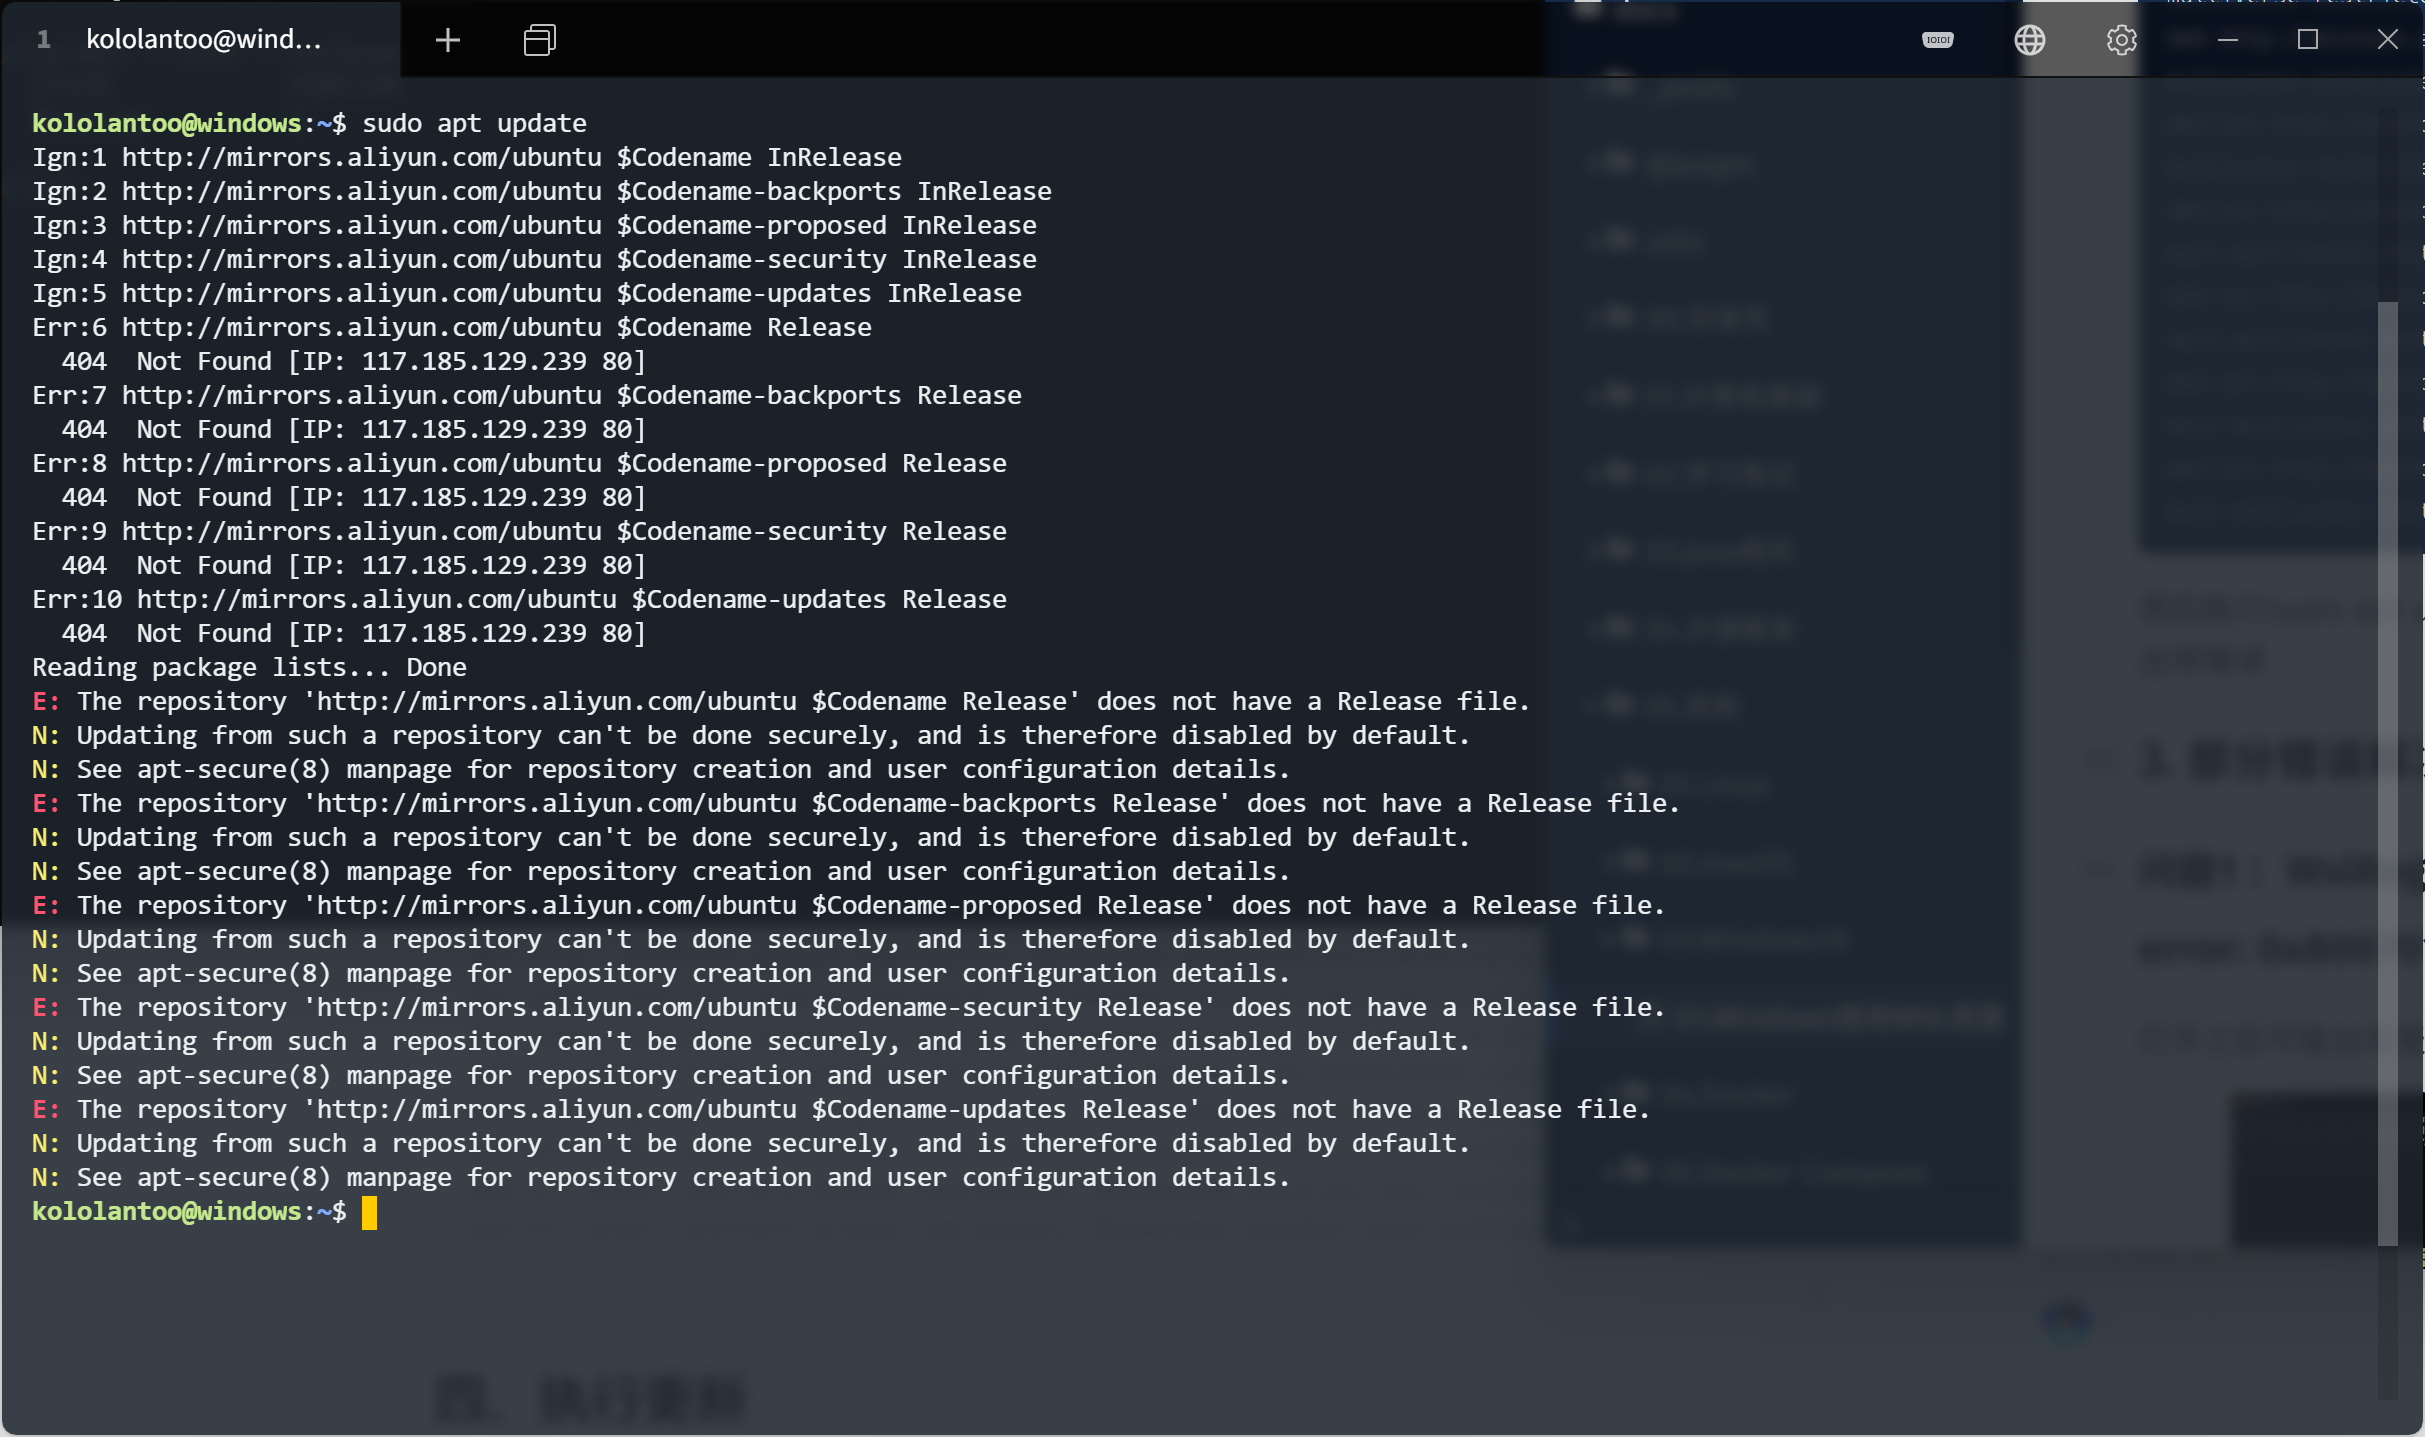 1 kololantoo@wind...
kololantoo@windows:~$ sudo apt update
Ign:1 http://mirrors.aliyun.com/ubuntu $Codename InRelease
Ign:2 http://mirrors.aliyun.com/ubuntu $Codename-backports InRelease
Ign:3 http://mirrors.aliyun.com/ubuntu $Codename-proposed InRelease
Ign:4 http://mirrors.aliyun.com/ubuntu $Codename-security InRelease
Ign:5 http://mirrors.aliyun.com/ubuntu $Codename-updates InRelease
Err:6 http://mirrors.aliyun.com/ubuntu $Codename Release
  404  Not Found [IP: 117.185.129.239 80]
Err:7 http://mirrors.aliyun.com/ubuntu $Codename-backports Release
  404  Not Found [IP: 117.185.129.239 80]
Err:8 http://mirrors.aliyun.com/ubuntu $Codename-proposed Release
  404  Not Found [IP: 117.185.129.239 80]
Err:9 http://mirrors.aliyun.com/ubuntu $Codename-security Release
  404  Not Found [IP: 117.185.129.239 80]
Err:10 http://mirrors.aliyun.com/ubuntu $Codename-updates Release
  404  Not Found [IP: 117.185.129.239 80]
Reading package lists... Done
E: The repository 'http://mirrors.aliyun.com/ubuntu $Codename Release' does not have a Release file.
N: Updating from such a repository can't be done securely, and is therefore disabled by default.
N: See apt-secure(8) manpage for repository creation and user configuration details.
E: The repository 'http://mirrors.aliyun.com/ubuntu $Codename-backports Release' does not have a Release file.
N: Updating from such a repository can't be done securely, and is therefore disabled by default.
N: See apt-secure(8) manpage for repository creation and user configuration details.
E: The repository 'http://mirrors.aliyun.com/ubuntu $Codename-proposed Release' does not have a Release file.
N: Updating from such a repository can't be done securely, and is therefore disabled by default.
N: See apt-secure(8) manpage for repository creation and user configuration details.
E: The repository 'http://mirrors.aliyun.com/ubuntu $Codename-security Release' does not have a Release file.
N: Updating from such a repository can't be done securely, and is therefore disabled by default.
N: See apt-secure(8) manpage for repository creation and user configuration details.
E: The repository 'http://mirrors.aliyun.com/ubuntu $Codename-updates Release' does not have a Release file.
N: Updating from such a repository can't be done securely, and is therefore disabled by default.
N: See apt-secure(8) manpage for repository creation and user configuration details.
kololantoo@windows:~$
四、执行更新